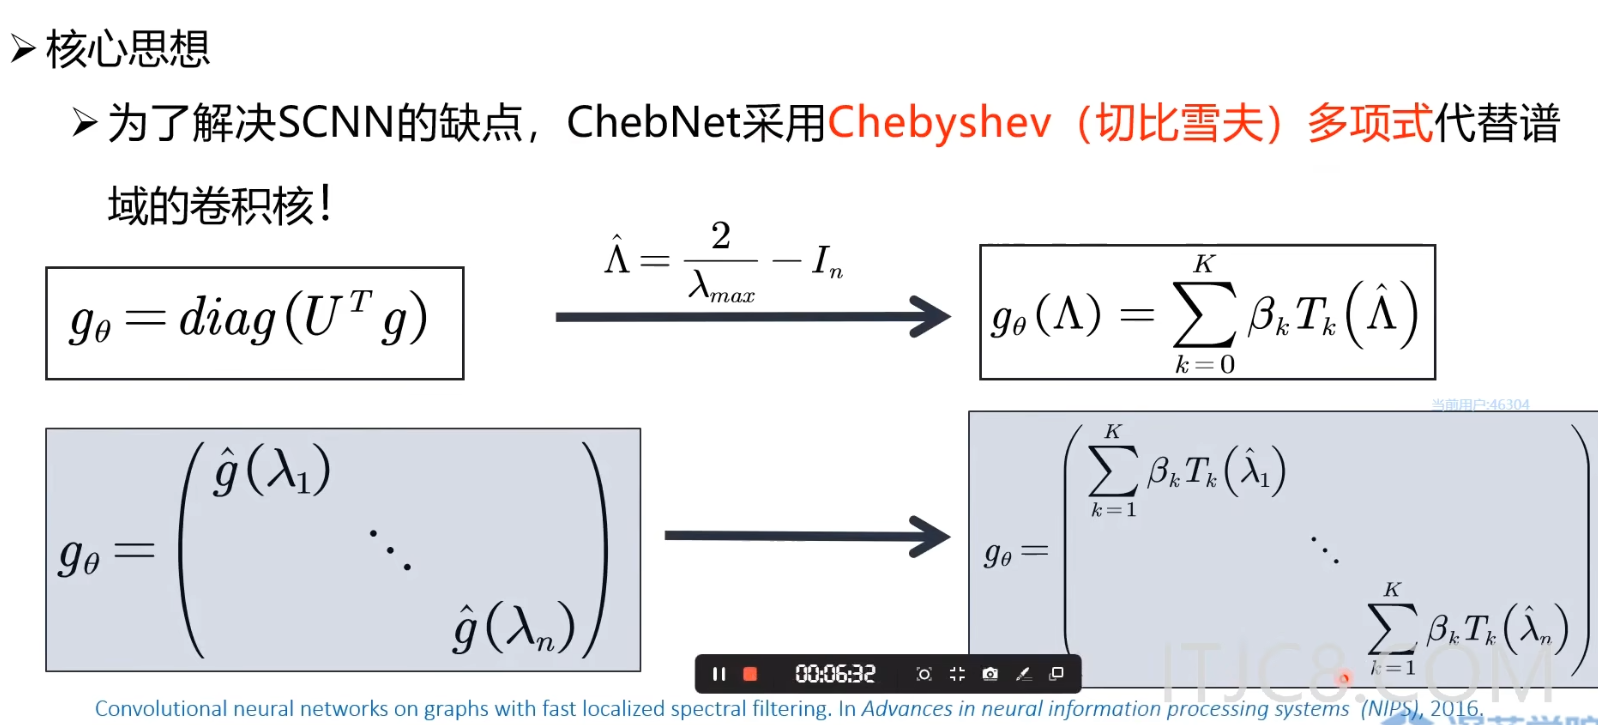 ➢核心思想
➢为了解决SCNN的缺点，ChebNet采用Chebyshev（切比雪夫）多项式代替谱
域的卷积核！
$\hat{\Lambda} = \frac{2}{\lambda_{max}} - I_n$
$g_\theta = diag(U^T g)$
$g_\theta(\Lambda) = \sum_{k=0}^{K} \beta_k T_k(\hat{\Lambda})$
当前用户:46304
$g_\theta = \begin{pmatrix} \hat{g}(\lambda_1) & & \\ & \ddots & \\ & & \hat{g}(\lambda_n) \end{pmatrix}$
$g_\theta = \begin{pmatrix} \sum_{k=1}^{K} \beta_k T_k(\hat{\lambda}_1) & & \\ & \ddots & \\ & & \sum_{k=1}^{K} \beta_k T_k(\hat{\lambda}_n) \end{pmatrix}$
00:06:32
ITJC8.COM
Convolutional neural networks on graphs with fast localized spectral filtering. In Advances in neural information processing systems (NIPS), 2016.